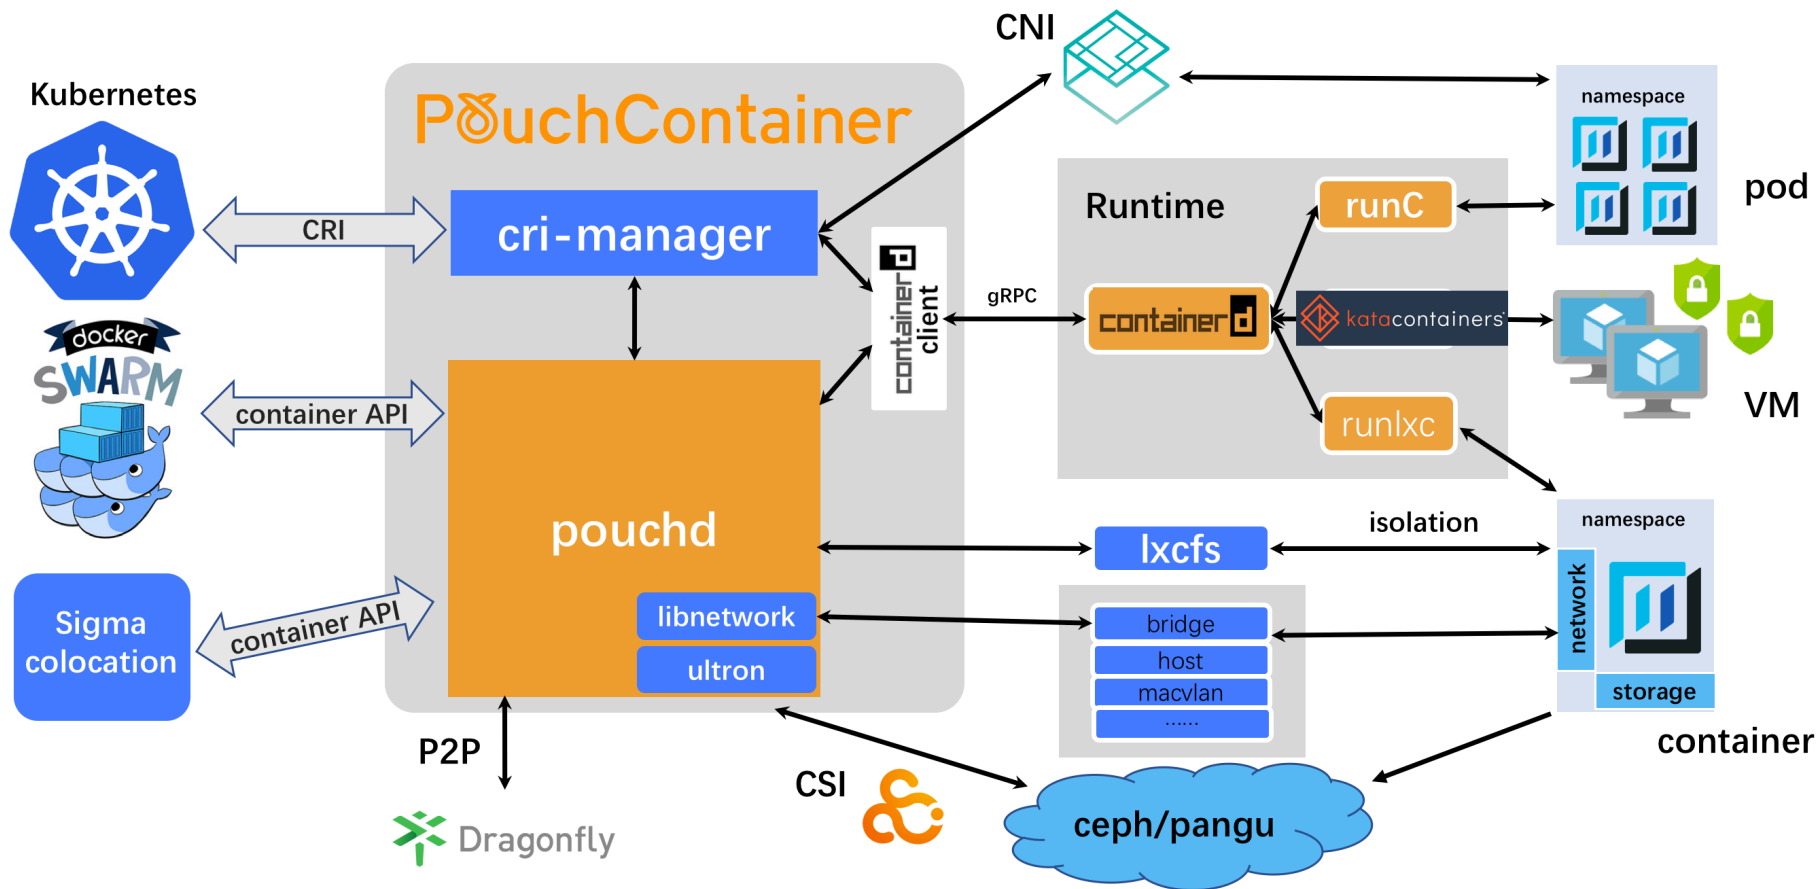 CNI
Kubernetes
PouchContainer
namespace
pod
cri-manager
CRI
Runtime
runC
containerd
client
gRPC
containerd
katacontainers
VM
docker
SWARM
container API
runlxc
pouchd
lxcfs
isolation
namespace
network
storage
container
Sigma
colocation
container API
libnetwork
ultron
bridge
host
macvlan
......
P2P
Dragonfly
CSI
ceph/pangu